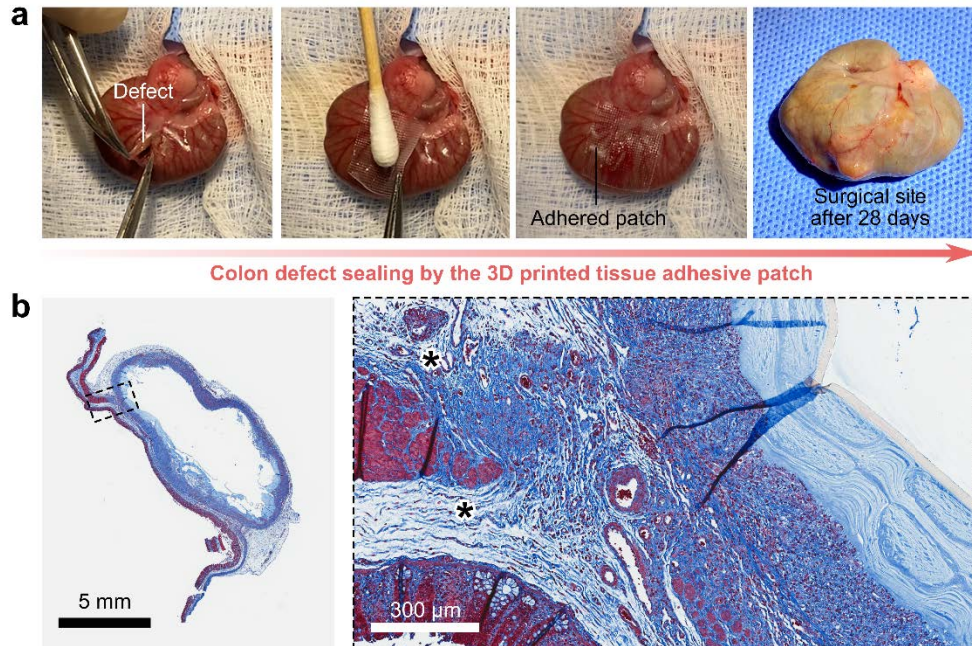 a
Defect
Adhered patch
Surgical site
after 28 days
Colon defect sealing by the 3D printed tissue adhesive patch
b
5 mm
*
*
300 µm